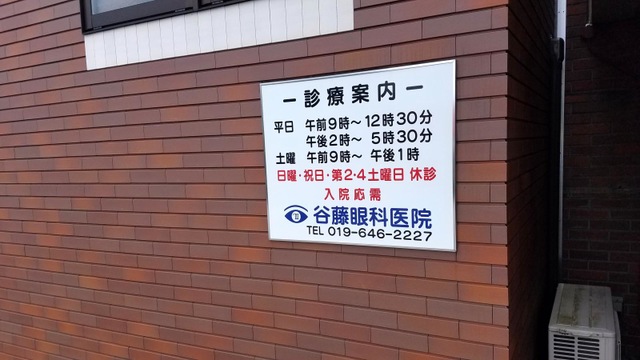 ー診療案内ー
平日 午前9時〜12時30分
午後2時〜 5時30分
土曜 午前9時〜 午後1時
日曜・祝日・第2・4土曜日 休診
入院応需
谷藤眼科医院
TEL 019-646-2227